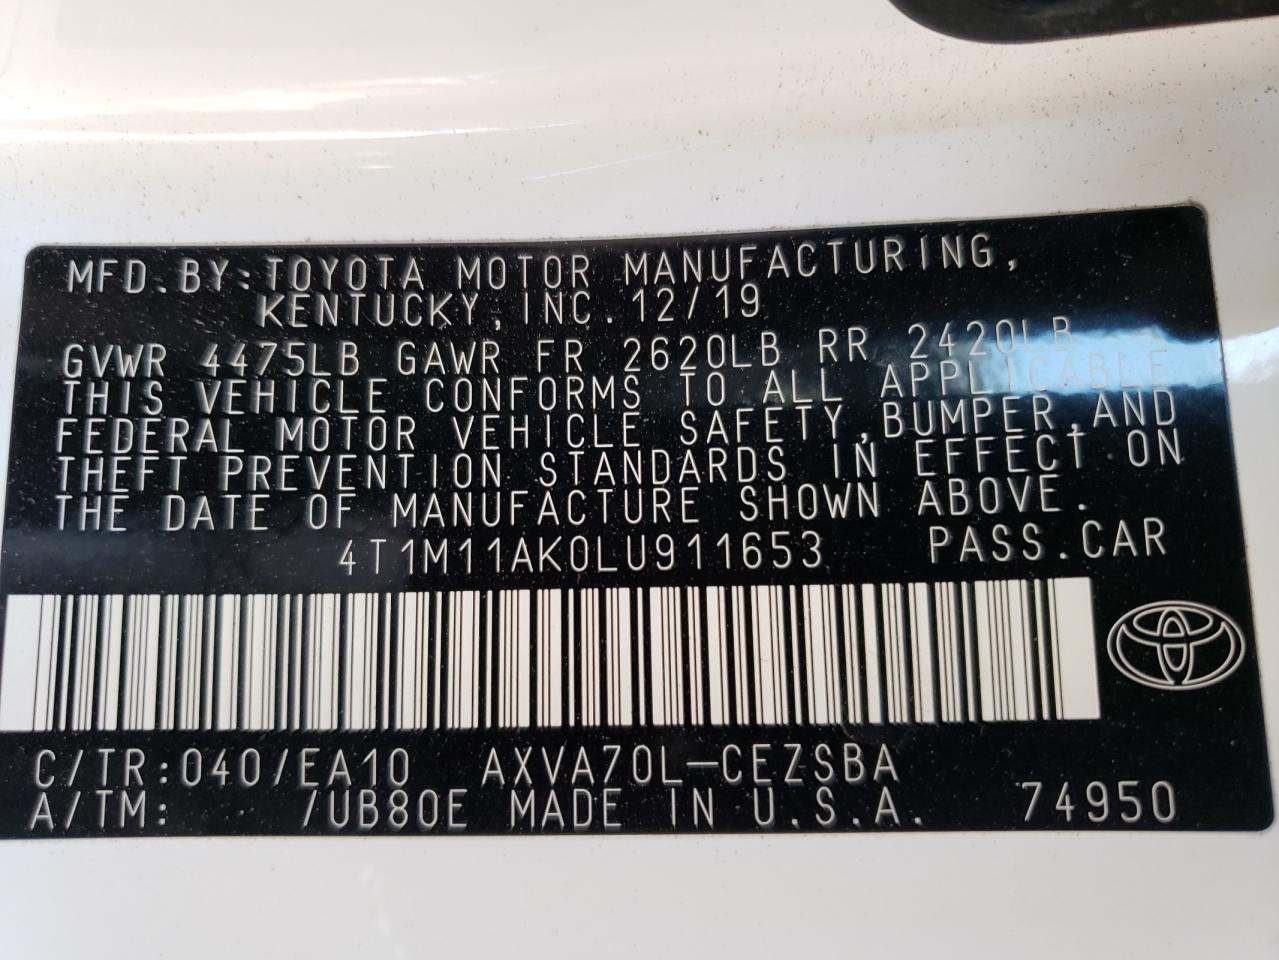 MFD.BY:TOYOTA MOTOR MANUFACTURING,
KENTUCKY,INC.12/19
GVWR 4475LB GAWR FR 2620LB RR 2420LB
THIS VEHICLE CONFORMS TO ALL APPLICABLE
FEDERAL MOTOR VEHICLE SAFETY,BUMPER,AND
THEFT PREVENTION STANDARDS IN EFFECT ON
THE DATE OF MANUFACTURE SHOWN ABOVE.
4T1M11AK0LU911653 PASS.CAR
C/TR:040/EA10 AXVA70L-CEZSBA
A/TM: /UB80E MADE IN U.S.A. 74950